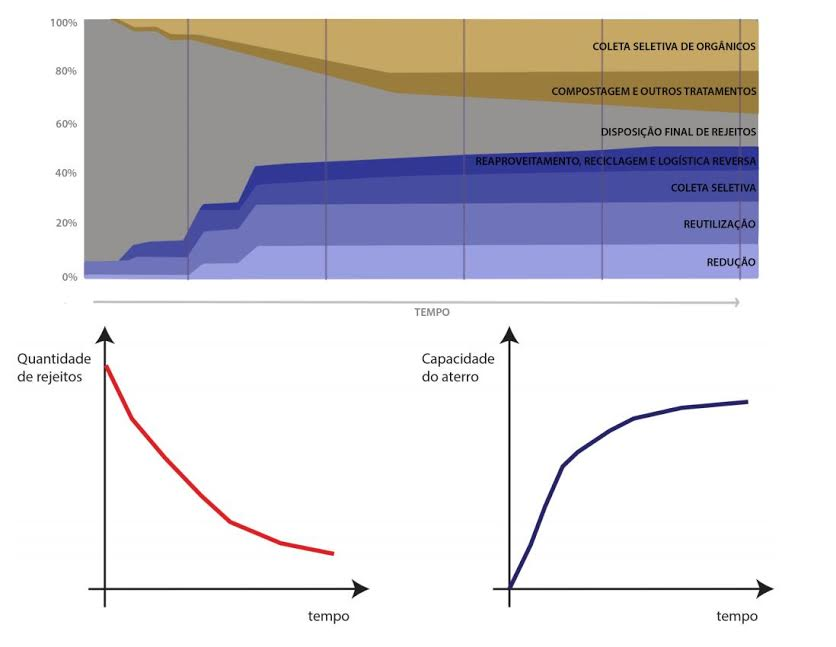 100%
COLETA SELETIVA DE ORGÂNICOS
80%
COMPOSTAGEM E OUTROS TRATAMENTOS
60%
DISPOSIÇÃO FINAL DE REJEITOS
REAPROVEITAMENTO, RECICLAGEM E LOGÍSTICA REVERSA
40%
COLETA SELETIVA
20%
REUTILIZAÇÃO
REDUÇÃO
0%
TEMPO
Quantidade
de rejeitos
tempo
Capacidade
do aterro
tempo